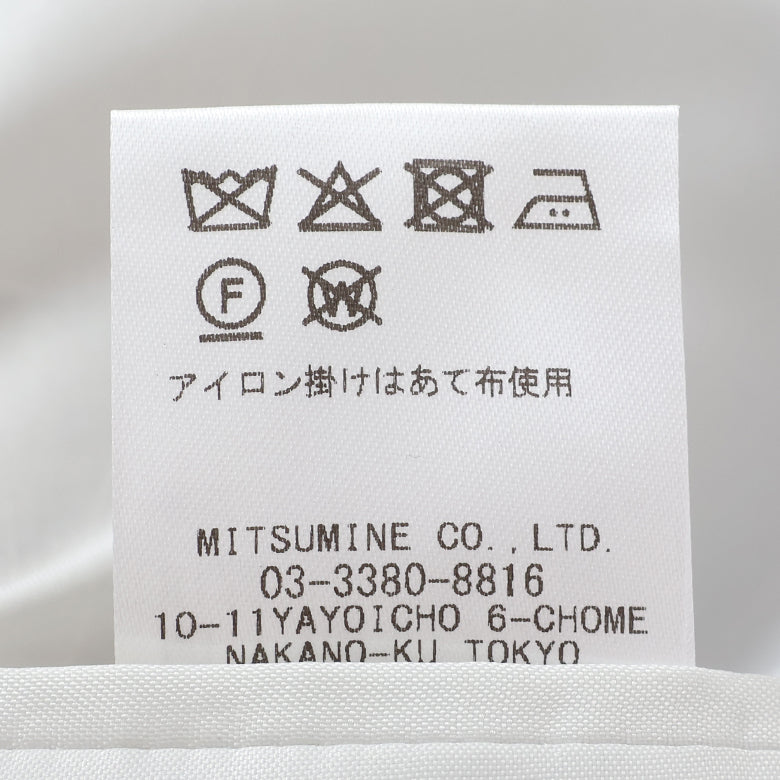 F W
アイロン掛けはあて布使用
MITSUMINE CO.,LTD.
03-3380-8816
10-11YAYOICHO 6-CHOME
NAKANO-KU TOKYO